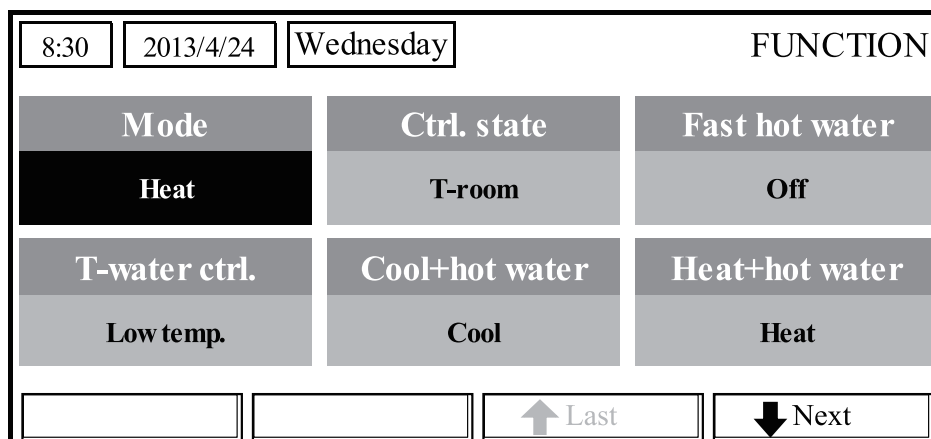 8:30 2013/4/24 Wednesday FUNCTION
Mode Ctrl. state Fast hot water
Heat T-room Off
T-water ctrl. Cool+hot water Heat+hot water
Low temp. Cool Heat
Last Next